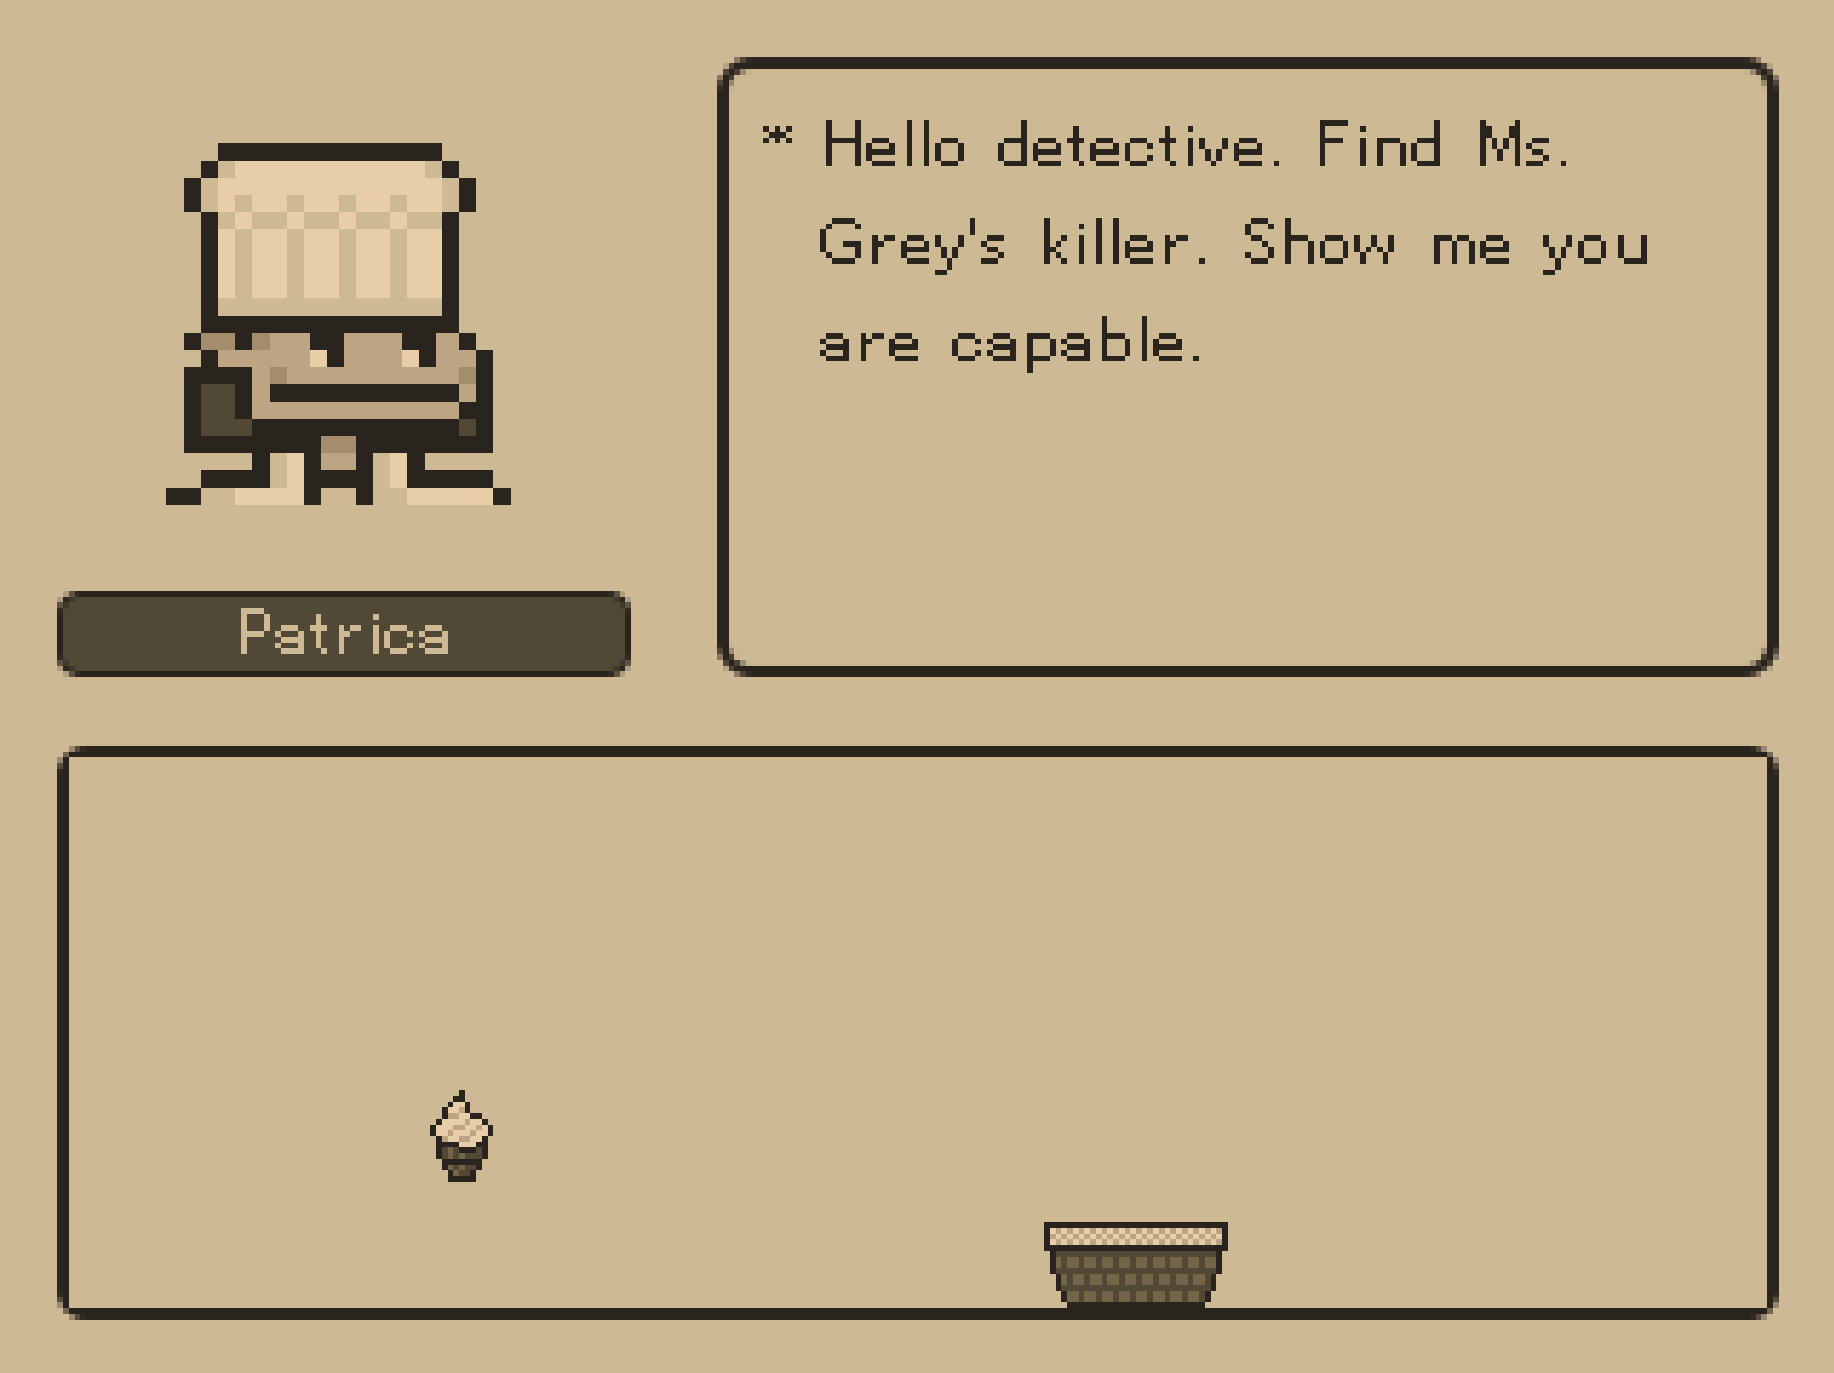 * Hello detective. Find Ms.
Grey's killer. Show me you
are capable.
Patrica